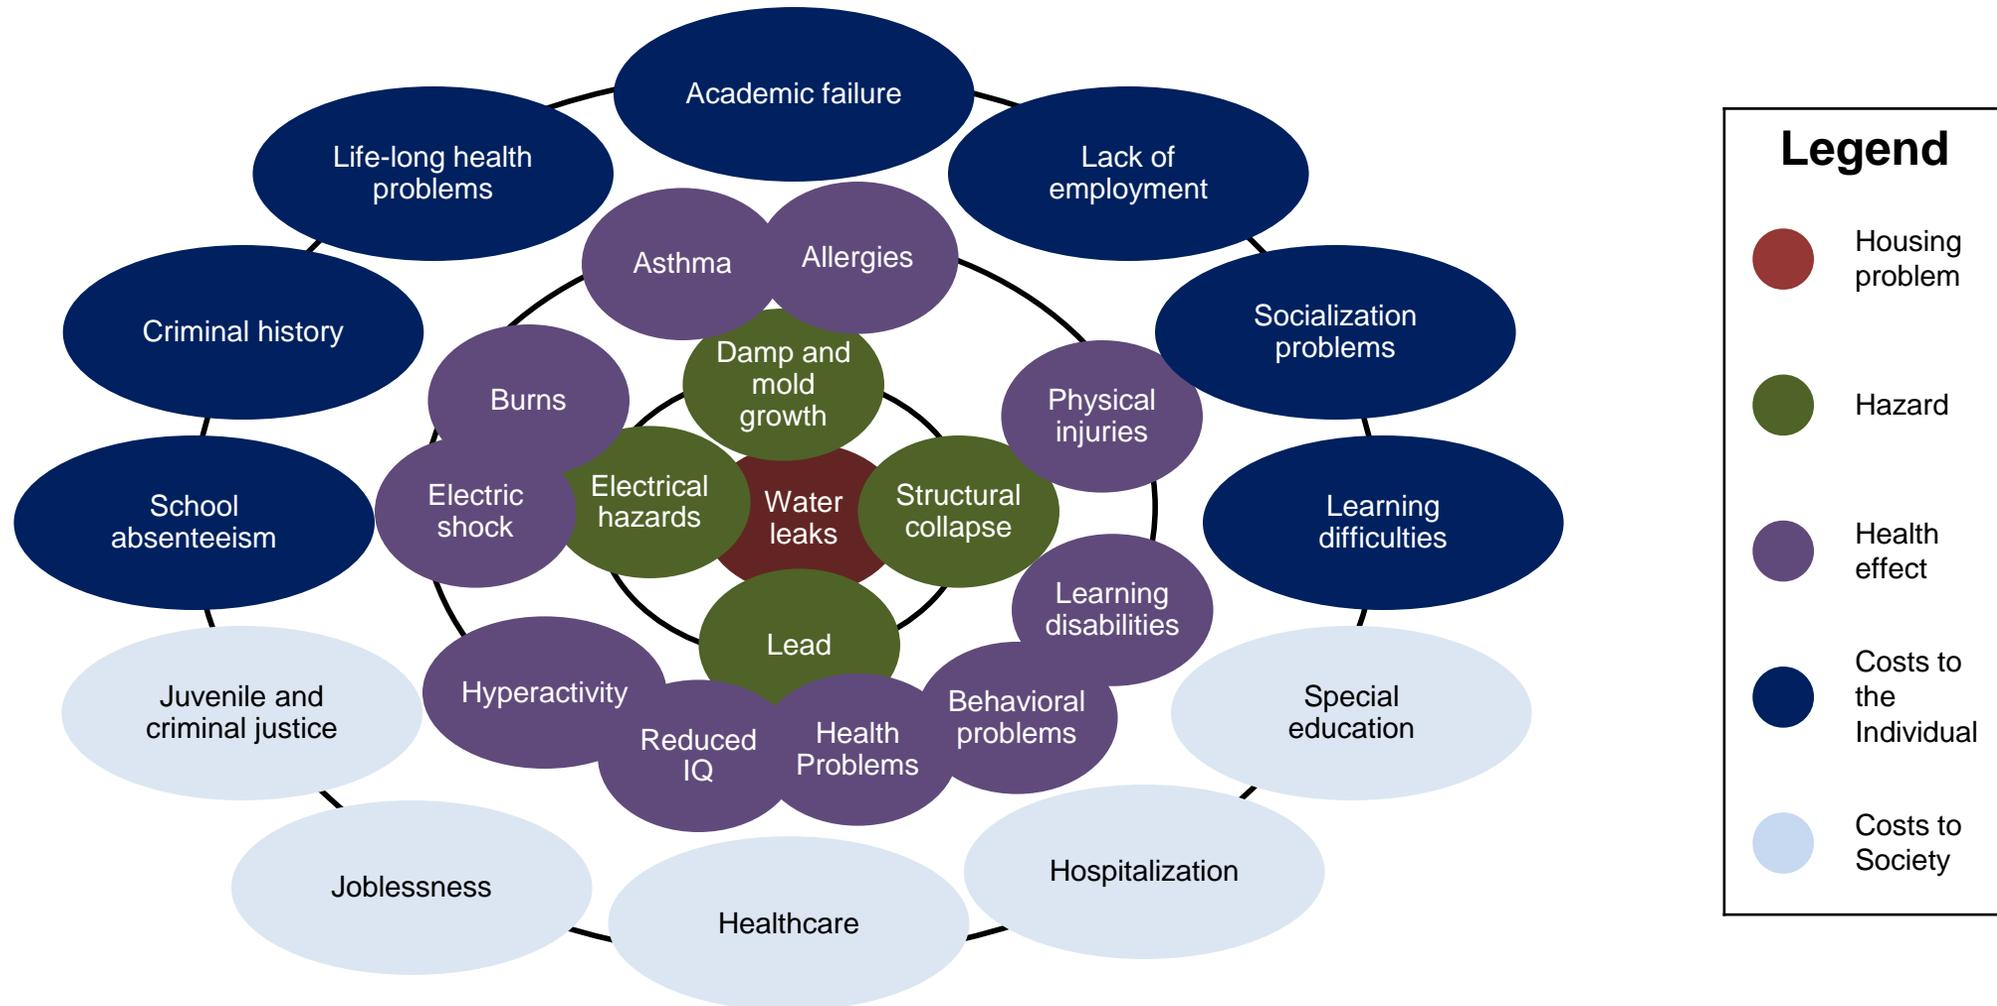 Academic failure
Life-long health
problems
Lack of
employment
Asthma
Allergies
Criminal history
Socialization
problems
Damp and
mold
growth
Burns
Physical
injuries
School
absenteeism
Electric
shock
Electrical
hazards
Water
leaks
Structural
collapse
Learning
difficulties
Learning
disabilities
Lead
Juvenile and
criminal justice
Hyperactivity
Reduced
IQ
Health
Problems
Behavioral
problems
Special
education
Joblessness
Healthcare
Hospitalization
Legend
Housing
problem
Hazard
Health
effect
Costs to
the
Individual
Costs to
Society